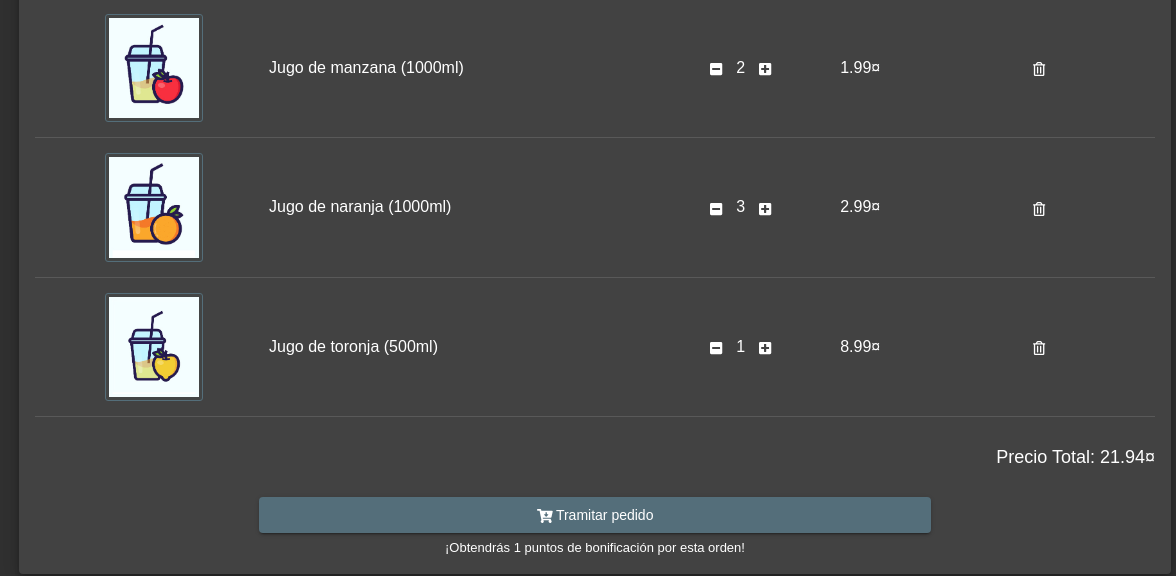 Jugo de manzana (1000ml) 2 1.99¤
Jugo de naranja (1000ml) 3 2.99¤
Jugo de toronja (500ml) 1 8.99¤
Precio Total: 21.94¤
Tramitar pedido
¡Obtendrás 1 puntos de bonificación por esta orden!